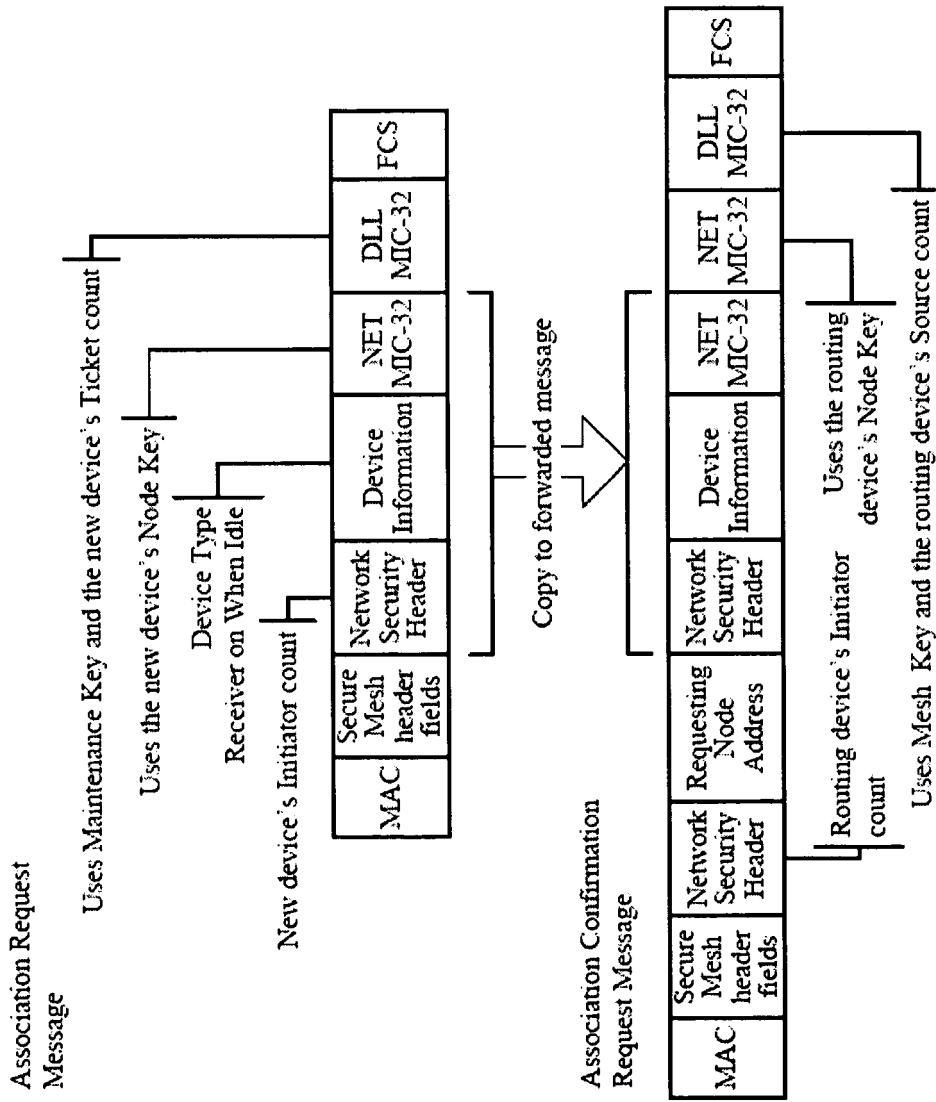 Association Request
Message
Uses Maintenance Key and the new device's Ticket count
Uses the new device's Node Key
Device Type
Receiver on When Idle
New device's Initiator count
MAC
Secure
Mesh
header
fields
Network
Security
Header
Device
Information
NET
MIC-32
DLL
MIC-32
FCS
Copy to forwarded message
Association Confirmation
Request Message
MAC
Secure
Mesh
header
fields
Network
Security
Header
Requesting
Node
Address
Network
Security
Header
Device
Information
NET
MIC-32
NET
MIC-32
DLL
MIC-32
FCS
Routing device's Initiator
count
Uses the routing
device's Node Key
Uses Mesh Key and the routing device's Source count